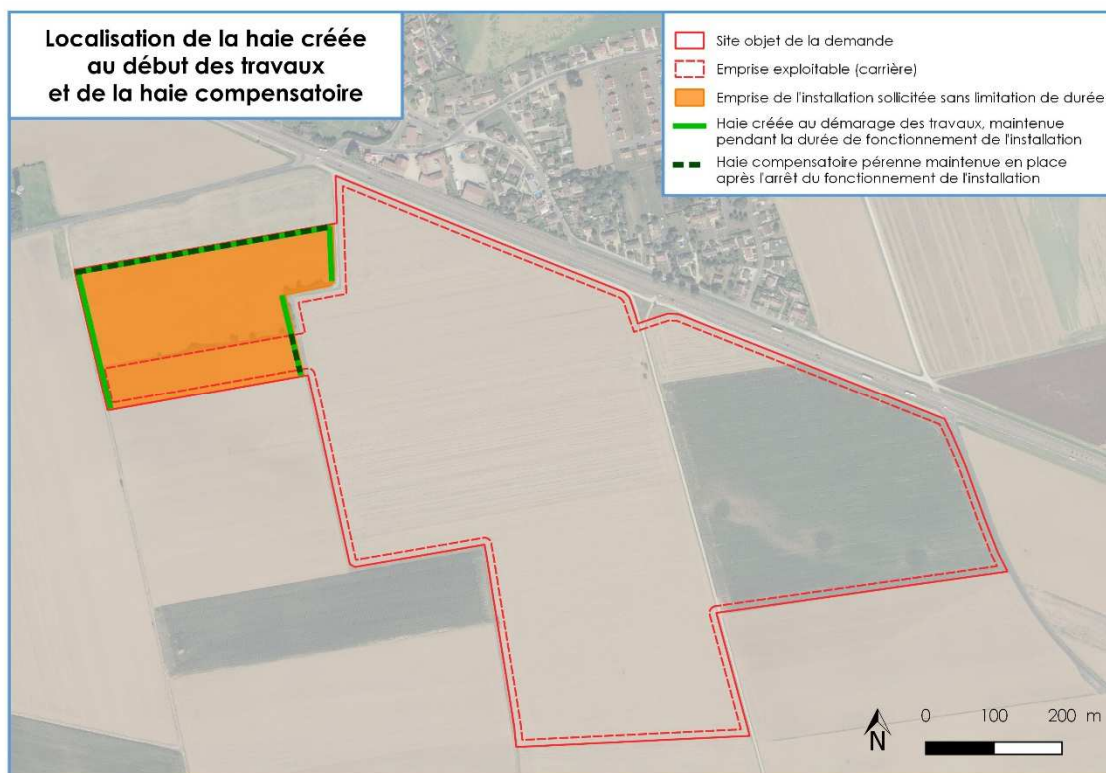 Localisation de la haie créée
au début des travaux
et de la haie compensatoire
Site objet de la demande
Emprise exploitable (carrière)
Emprise de l'installation sollicitée sans limitation de durée
Haie créée au démarage des travaux, maintenue
pendant la durée de fonctionnement de l'installation
Haie compensatoire pérenne maintenue en place
après l'arrêt du fonctionnement de l'installation
N
0 100 200 m